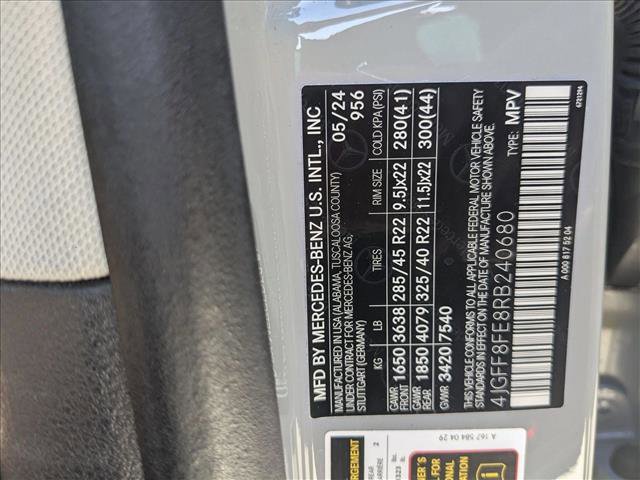 MFD BY MERCEDES-BENZ U.S. INTL., INC
MANUFACTURED IN USA (ALABAMA, TUSCALOOSA COUNTY)
UNDER CONTRACT FOR MERCEDES-BENZ AG,
STUTTGART (GERMANY)
05/24
956
KG LB TIRES RIM SIZE COLD KPA (PSI)
GAWR FRONT 1650 3638 285/45 R22 9.5Jx22 280(41)
GAWR REAR 1850 4079 325/40 R22 11.5Jx22 300(44)
GVWR 3420 7540
THIS VEHICLE CONFORMS TO ALL APPLICABLE FEDERAL MOTOR VEHICLE SAFETY
STANDARDS IN EFFECT ON THE DATE OF MANUFACTURE SHOWN ABOVE.
4JGFF8FE8RB240680 TYPE: MPV
A 000 817 52 04
6721294
A 167 584 04 29
REAR 2